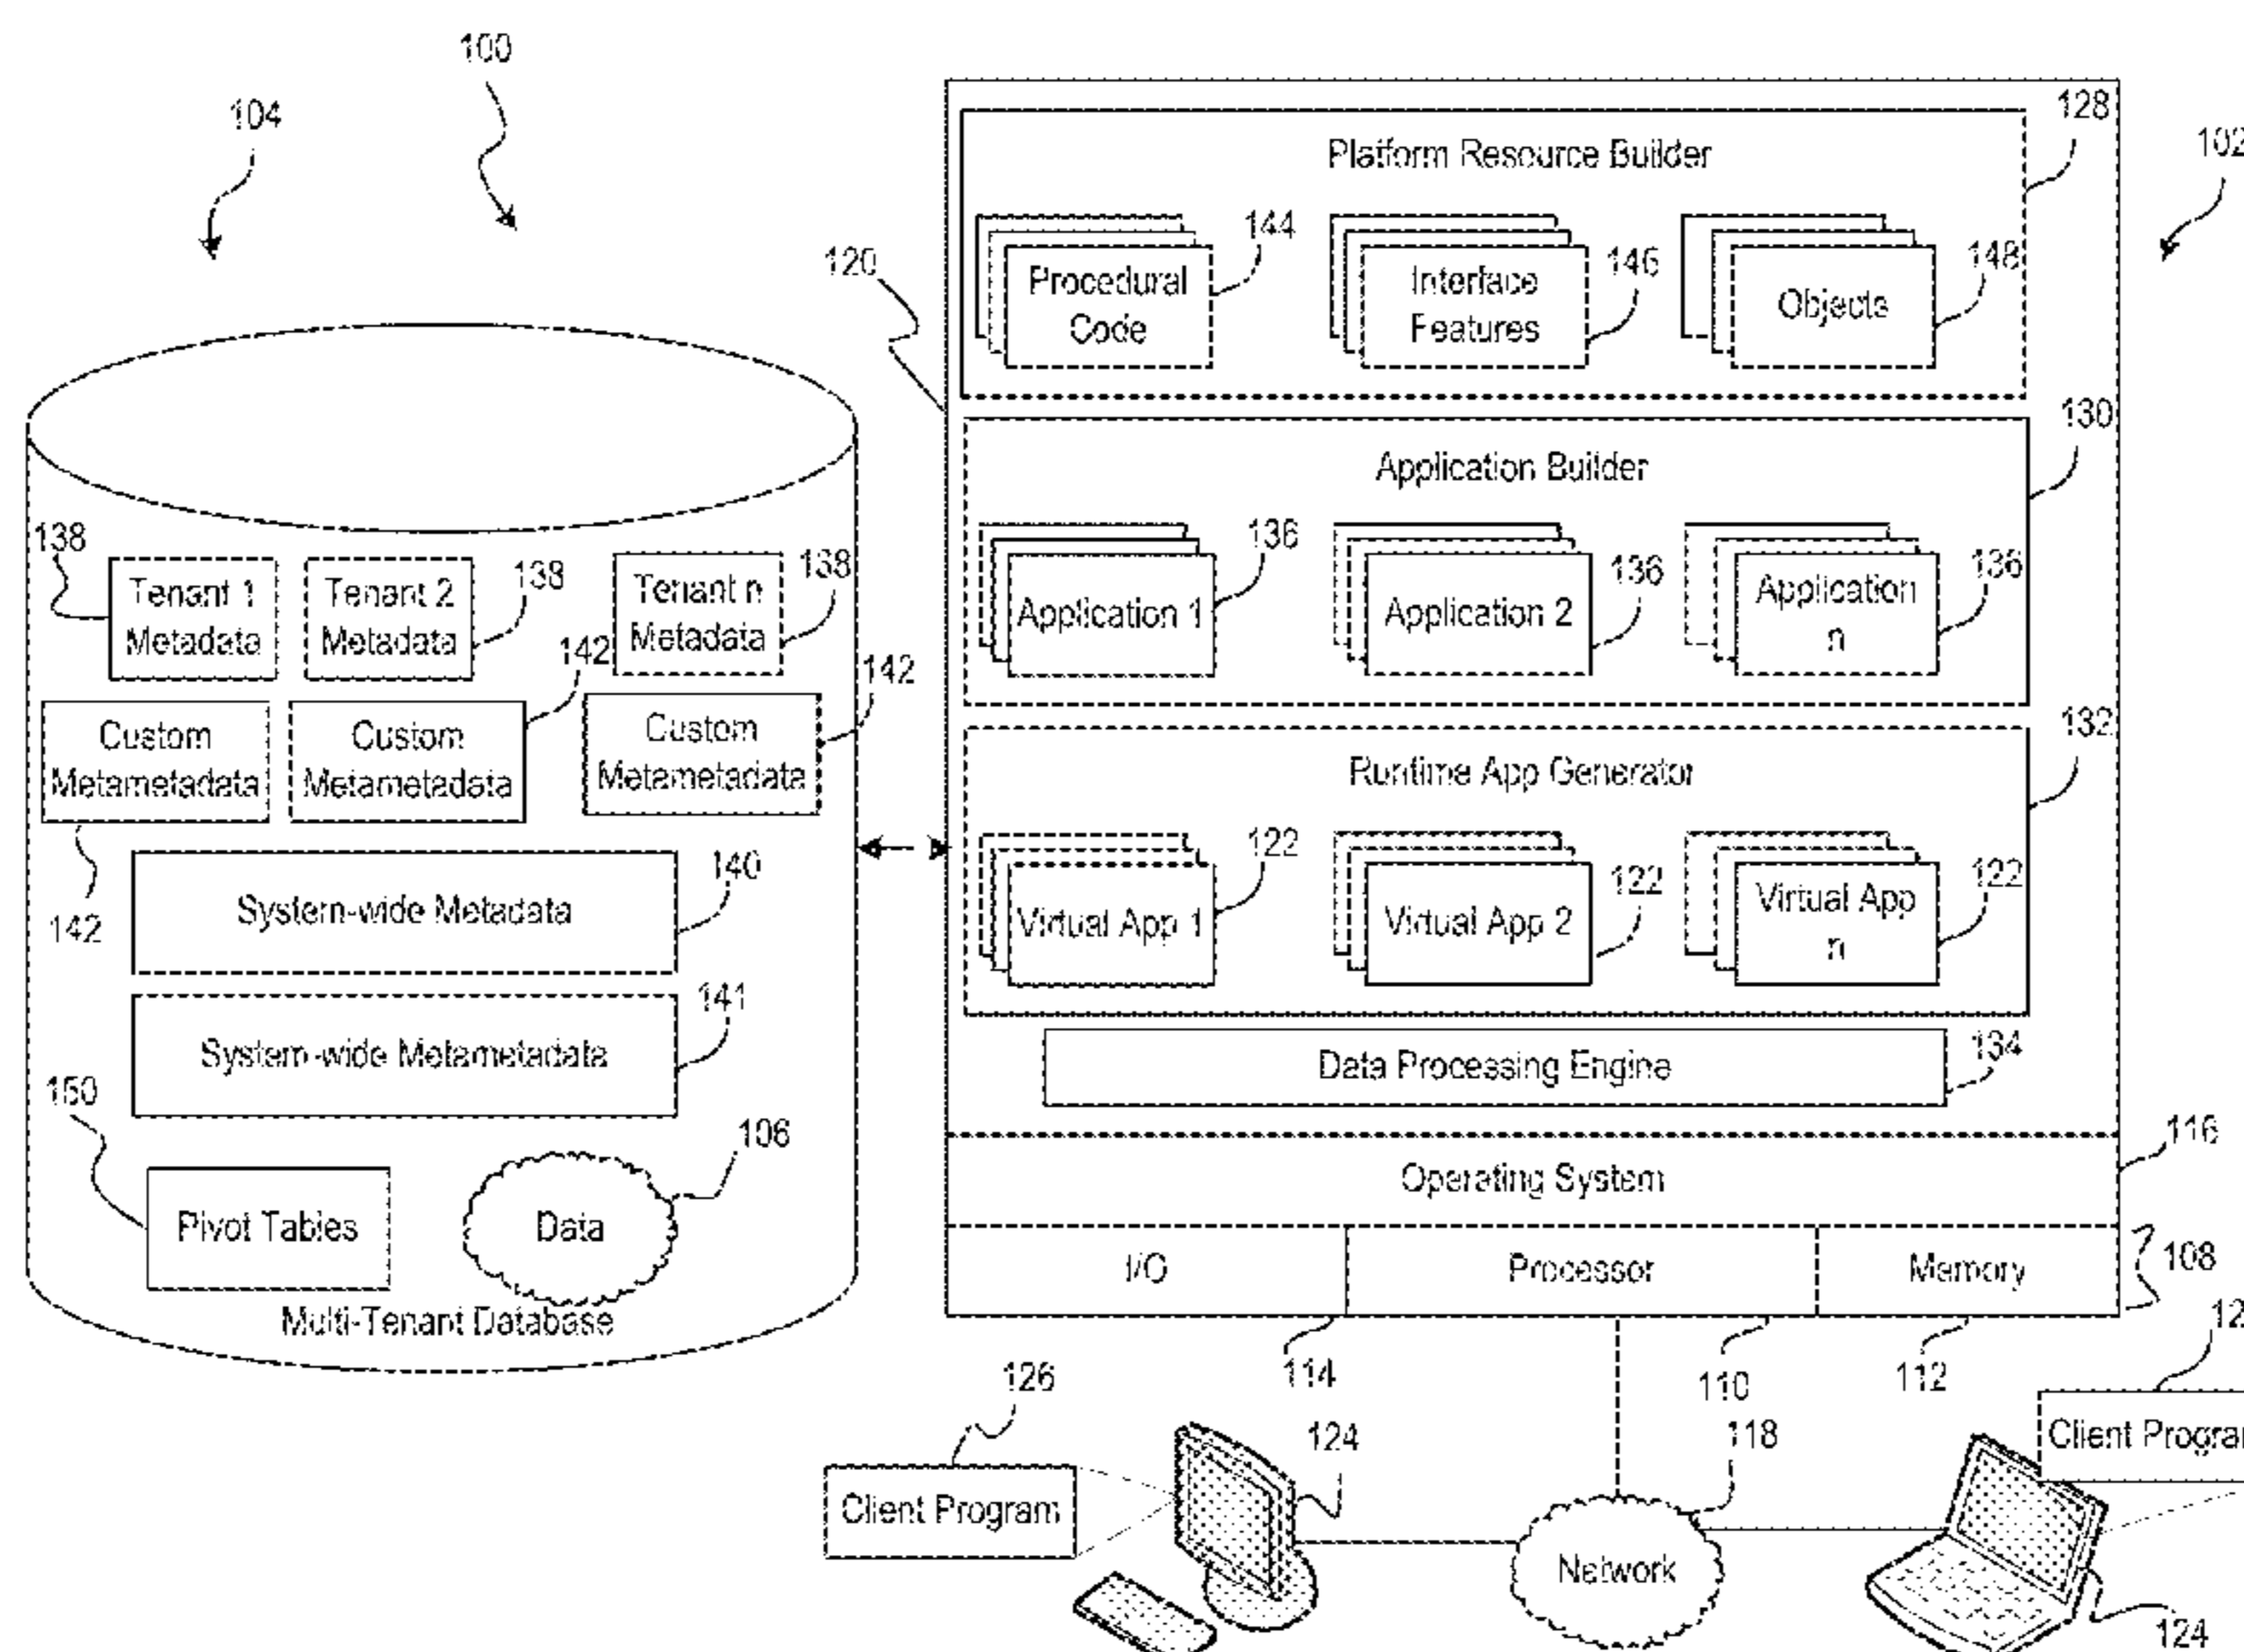 100
104
128
Platform Resource Builder
102
144
146
148
120
Procedural
Code
Interface
Features
Objects
130
Application Builder
138
136
136
136
Tenant 1
Metadata
Tenant 2
Metadata
138
Tenant n
Metadata
138
Application 1
Application 2
Application
n
142
142
132
Custom
Metametadata
Custom
Metametadata
Custom
Metametadata
Runtime App Generator
122
122
122
140
System-wide Metadata
142
Virtual App 1
Virtual App 2
Virtual App
n
141
System-wide Metametadata
134
Data Processing Engine
150
106
116
Operating System
Pivot Tables
Data
I/O
Processor
Memory
108
Multi-Tenant Database
114
110
112
126
124
118
Client Program
Client
Network
124